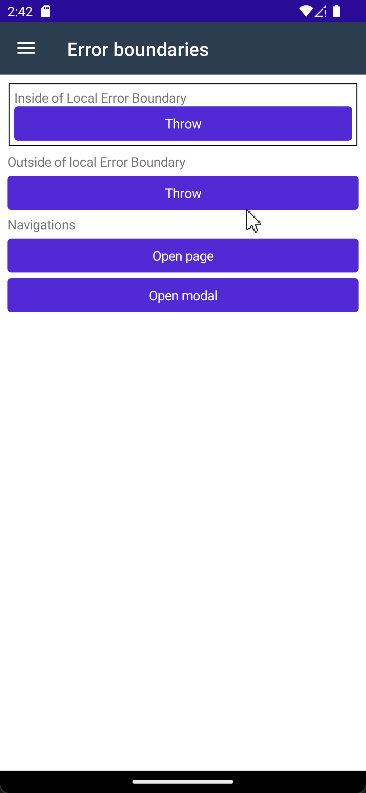 2:42
Error boundaries
Inside of Local Error Boundary
Throw
Outside of local Error Boundary
Throw
Navigations
Open page
Open modal